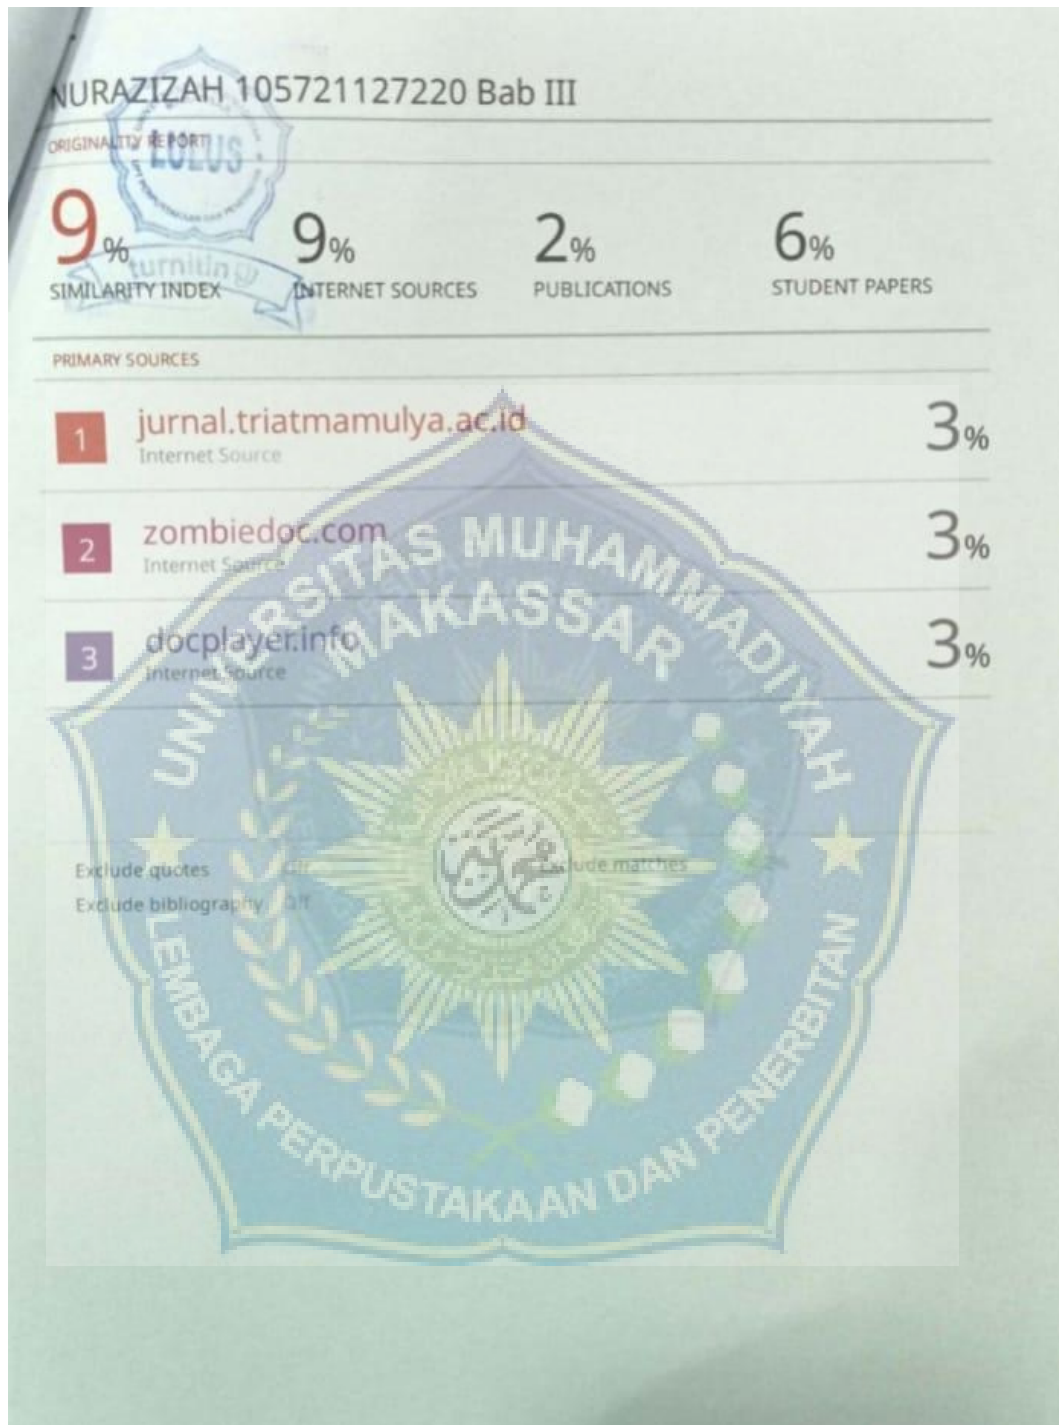 NURAZIZAH 105721127220 Bab III
ORIGINALITY REPORT
LULUS
9%
SIMILARITY INDEX
9%
INTERNET SOURCES
2%
PUBLICATIONS
6%
STUDENT PAPERS
turnitin
PRIMARY SOURCES
1
jurnal.triatmamulya.ac.id
Internet Source
3%
2
zombiedoc.com
Internet Source
3%
3
docplayer.info
Internet Source
3%
UNIVERSITAS MUHAMMADIYAH
MAKASSAR
Exclude quotes
Off
Exclude matches
Exclude bibliography
Off
LEMBAGA PERPUSTAKAAN DAN PENERBITAN